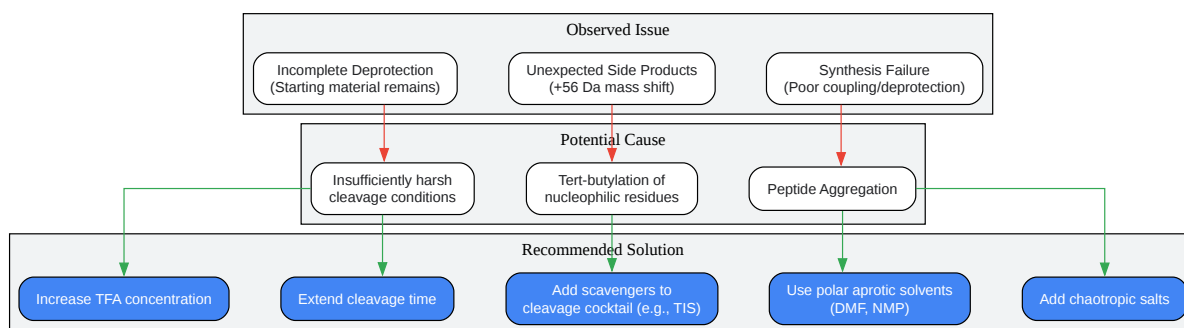 Observed Issue
Incomplete Deprotection
(Starting material remains)
Unexpected Side Products
(+56 Da mass shift)
Synthesis Failure
(Poor coupling/deprotection)
Potential Cause
Insufficiently harsh
cleavage conditions
Tert-butylation of
nucleophilic residues
Peptide Aggregation
Recommended Solution
Increase TFA concentration
Extend cleavage time
Add scavengers to
cleavage cocktail (e.g., TIS)
Use polar aprotic solvents
(DMF, NMP)
Add chaotropic salts